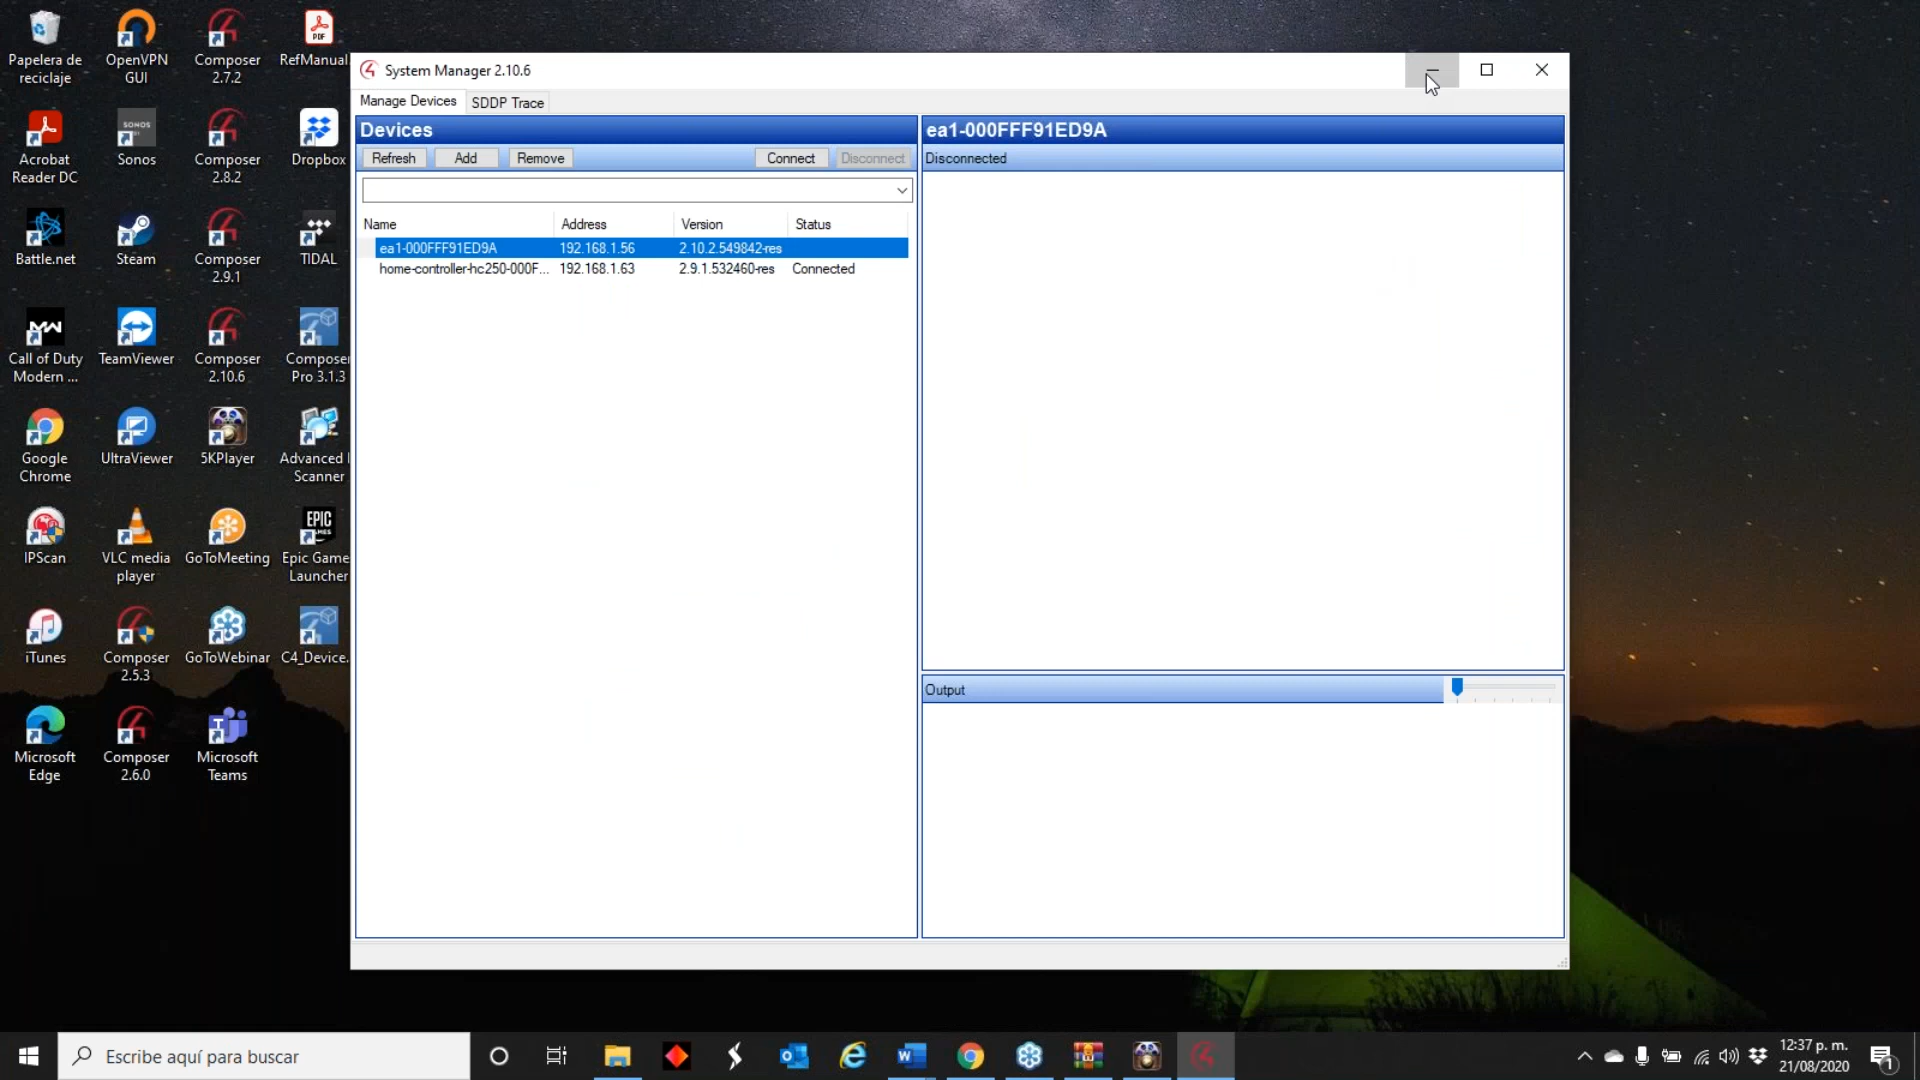 Papelera de
reciclaje
OpenVPN
GUI
Composer
2.7.2
RefManual
Acrobat
Reader DC
SONOS
Sonos
Composer
2.8.2
Dropbox
Battle.net
Steam
Composer
2.9.1
TIDAL
MW
Call of Duty
Modern ...
TeamViewer
Composer
2.10.6
Composer
Pro 3.1.3
Google
Chrome
UltraViewer
5KPlayer
Advanced I
Scanner
IPScan
VLC media
player
GoToMeeting
EPIC
Epic Game
Launcher
iTunes
Composer
2.5.3
GoToWebinar
C4_Device.
Microsoft
Edge
Composer
2.6.0
Microsoft
Teams
System Manager 2.10.6
Manage Devices
SDDP Trace
Devices
Refresh
Add
Remove
Connect
Disconnect
Name Address Version Status
ea1-000FFF91ED9A 192.168.1.56 2.10.2.549842-res
home-controller-hc250-000F... 192.168.1.63 2.9.1.532460-res Connected
ea1-000FFF91ED9A
Disconnected
Output
Escribe aquí para buscar
12:37 p. m.
21/08/2020
1